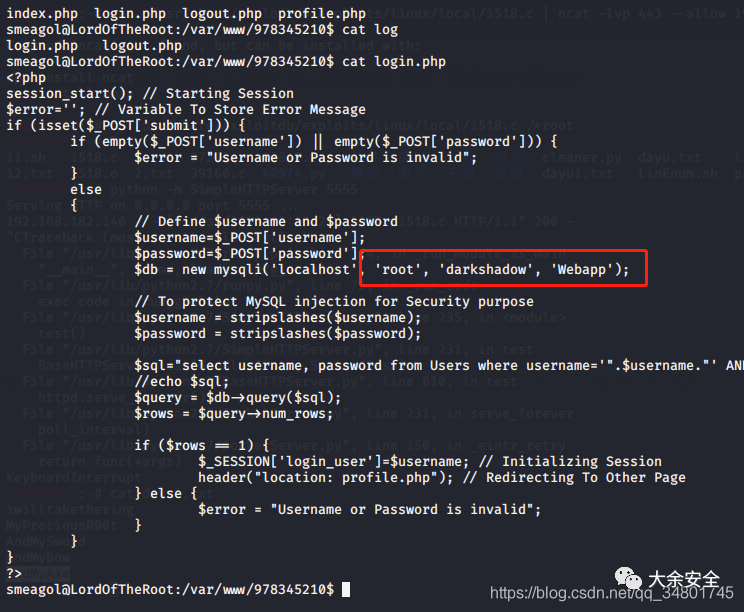 index.php  login.php  logout.php  profile.php
smeagol@LordOfTheRoot:/var/www/978345210$ cat log
login.php   logout.php
smeagol@LordOfTheRoot:/var/www/978345210$ cat login.php
<?php
session_start(); // Starting Session
$error=''; // Variable To Store Error Message
if (isset($_POST['submit'])) {
        if (empty($_POST['username']) || empty($_POST['password'])) {
                $error = "Username or Password is invalid";
        }
        else
        {
                // Define $username and $password
                $username=$_POST['username'];
                $password=$_POST['password'];
                $db = new mysqli('localhost', 'root', 'darkshadow', 'Webapp');
                // To protect MySQL injection for Security purpose
                $username = stripslashes($username);
                $password = stripslashes($password);
                $sql="select username, password from Users where username='".$username."' AN
                //echo $sql;
                $query = $db->query($sql);
                $rows = $query->num_rows;
                if ($rows == 1) {
                        $_SESSION['login_user']=$username; // Initializing Session
                        header("location: profile.php"); // Redirecting To Other Page
                } else {
                        $error = "Username or Password is invalid";
                }
        }
}
?>
smeagol@LordOfTheRoot:/var/www/978345210$
大余安全
https://blog.csdn.net/qq_34801745